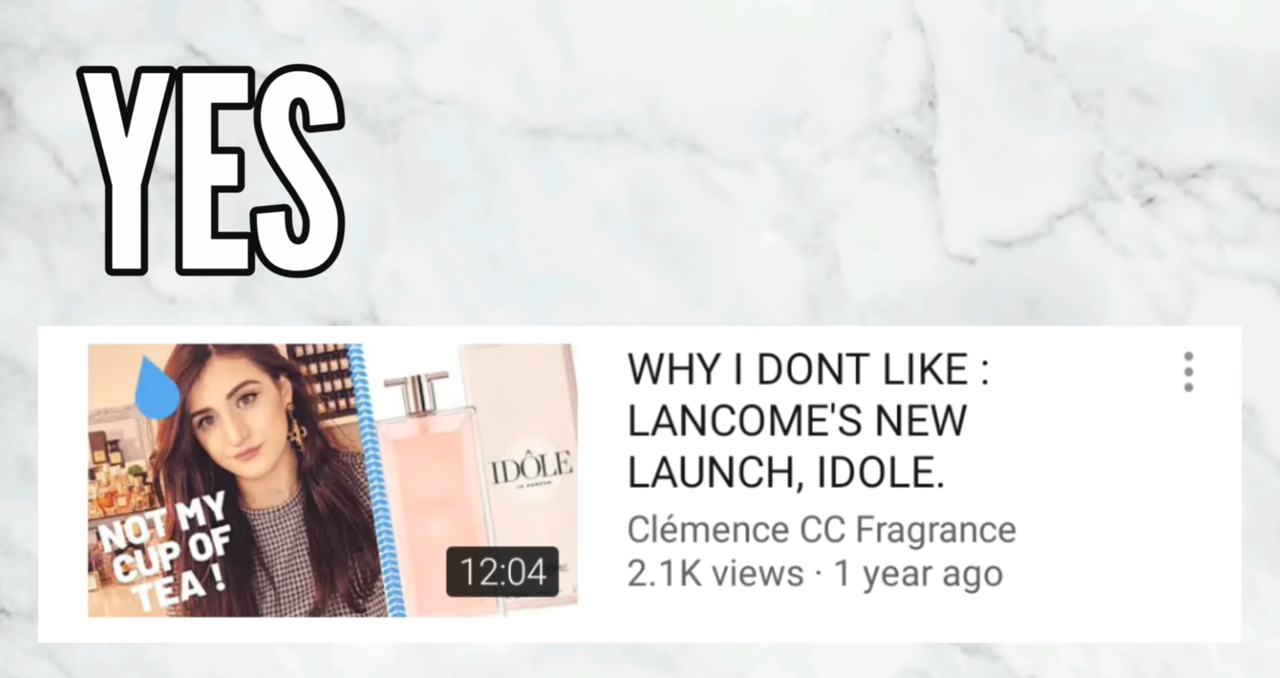 YES
NOT MY
CUP OF
TEA !
IDÔLE
12:04
WHY I DONT LIKE :
LANCOME'S NEW
LAUNCH, IDOLE.
Clémence CC Fragrance
2.1K views · 1 year ago